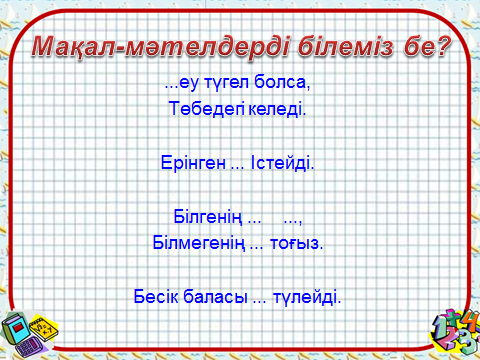 Мақал-мәтелдерді білеміз бе?
...еу түгел болса,
Төбедегі келеді.
Ерінген ... Істейді.
Білгенің ... ...,
Білмегенің ... тоғыз.
Бесік баласы ... түлейді.